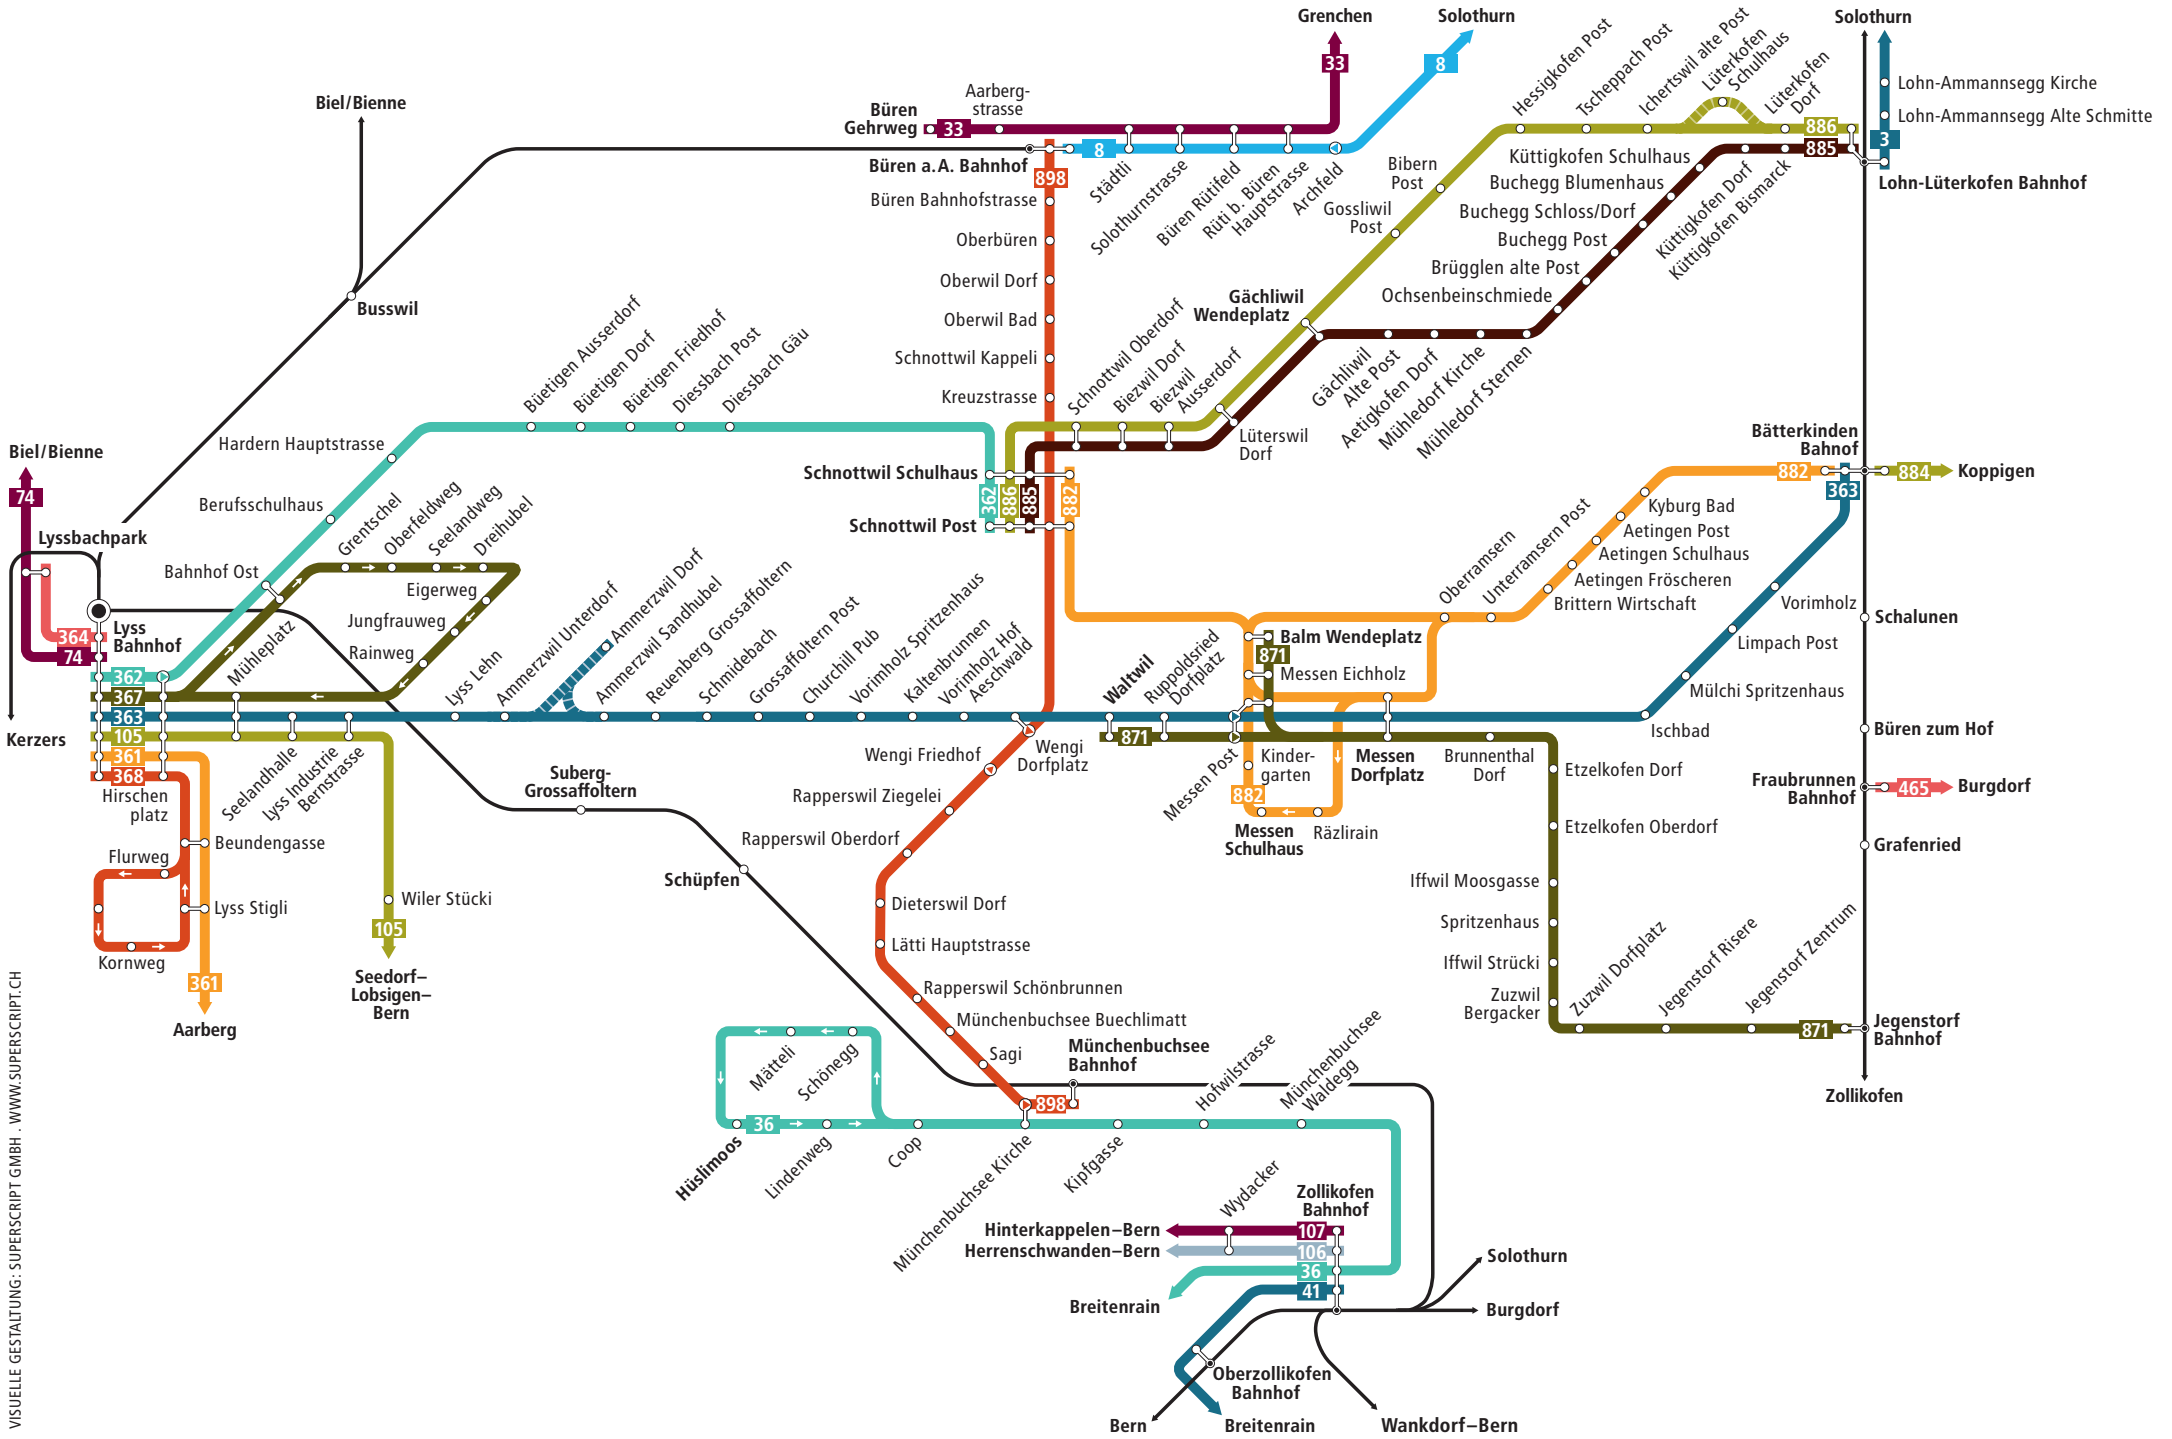 Grenchen
Solothurn
Solothurn
33
8
Biel/Bienne
Büren
Gehrweg
33
Aarberg-
strasse
Hessigkofen Post
Tscheppach Post
Ichertswil alte Post
Lüterkofen
Schulhaus
Lüterkofen
Dorf
886
885
3
Lohn-Ammannsegg Kirche
Lohn-Ammannsegg Alte Schmitte
Lohn-Lüterkofen Bahnhof
Büren a.A. Bahnhof
8
898
Städtli
Solothurnstrasse
Büren Rütifeld
Rüti b. Büren
Hauptstrasse
Archfeld
Büren Bahnhofstrasse
Oberbüren
Oberwil Dorf
Oberwil Bad
Schnottwil Kappeli
Kreuzstrasse
Bibern
Post
Gossliwil
Post
Gächliwil
Wendeplatz
Küttigkofen Schulhaus
Buchegg Blumenhaus
Buchegg Schloss/Dorf
Buchegg Post
Brügglen alte Post
Ochsenbeinschmiede
Küttigkofen Dorf
Küttigkofen Bismarck
Busswil
Büetigen Ausserdorf
Büetigen Dorf
Büetigen Friedhof
Diessbach Post
Diessbach Gäu
Schnottwil Oberdorf
Biezwil Dorf
Biezwil
Ausserdorf
Lüterswil
Dorf
Gächliwil
Alte Post
Aetigkofen Dorf
Mühledorf Kirche
Mühledorf Sternen
Hardern Hauptstrasse
Berufsschulhaus
Bahnhof Ost
Schnottwil Schulhaus
362
886
885
882
Schnottwil Post
Biel/Bienne
74
Lyssbachpark
Grentschel
Oberfeldweg
Seelandweg
Dreihubel
Eigerweg
Jungfrauweg
Rainweg
Mühleplatz
364
74
Lyss
Bahnhof
362
367
363
105
361
368
Kerzers
Hirschen
platz
Lyss Lehn
Ammerzwil Unterdorf
Ammerzwil Dorf
Ammerzwil Sandhubel
Reuenberg Grossaffoltern
Schmidebach
Grossaffoltern Post
Churchill Pub
Vorimholz Spritzenhaus
Kaltenbrunnen
Vorimholz Hof
Aeschwald
Seelandhalle
Lyss Industrie
Bernstrasse
Bätterkinden
Bahnhof
882
884
Koppigen
363
Kyburg Bad
Aetingen Post
Aetingen Schulhaus
Aetingen Fröscheren
Brittern Wirtschaft
Oberramsern
Unterramsern Post
Vorimholz
Limpach Post
Mülchi Spritzenhaus
Ischbad
Balm Wendeplatz
871
Messen Eichholz
Waltwil
Ruppoldsried
Dorfplatz
871
Messen Post
Kinder-
garten
882
Messen
Schulhaus
Räzlirain
Messen
Dorfplatz
Brunnenthal
Dorf
Etzelkofen Dorf
Etzelkofen Oberdorf
Iffwil Moosgasse
Spritzenhaus
Iffwil Strücki
Zuzwil
Bergacker
Zuzwil Dorfplatz
Jegenstorf Risere
Jegenstorf Zentrum
871
Schalunen
Büren zum Hof
Fraubrunnen
Bahnhof
465
Burgdorf
Grafenried
Jegenstorf
Bahnhof
Zollikofen
Beundengasse
Flurweg
Lyss Stigli
Kornweg
361
Aarberg
Wiler Stücki
105
Seedorf–
Lobsigen–
Bern
Suberg-
Grossaffoltern
Schüpfen
Wengi
Dorfplatz
Wengi Friedhof
Rapperswil Ziegelei
Rapperswil Oberdorf
Dieterswil Dorf
Lätti Hauptstrasse
Rapperswil Schönbrunnen
Münchenbuchsee Buechlimatt
Sagi
Münchenbuchsee
Bahnhof
898
Mätteli
Schönegg
36
Hüslimoos
Lindenweg
Coop
Münchenbuchsee Kirche
Kipfgasse
Hofwilstrasse
Münchenbuchsee
Waldegg
Wydacker
Zollikofen
Bahnhof
Hinterkappelen–Bern
107
Herrenschwanden–Bern
106
36
41
Breitenrain
Solothurn
Burgdorf
Oberzollikofen
Bahnhof
Bern
Breitenrain
Wankdorf–Bern
VISUELLE GESTALTUNG: SUPERSCRIPT GMBH . WWW.SUPERSCRIPT.CH